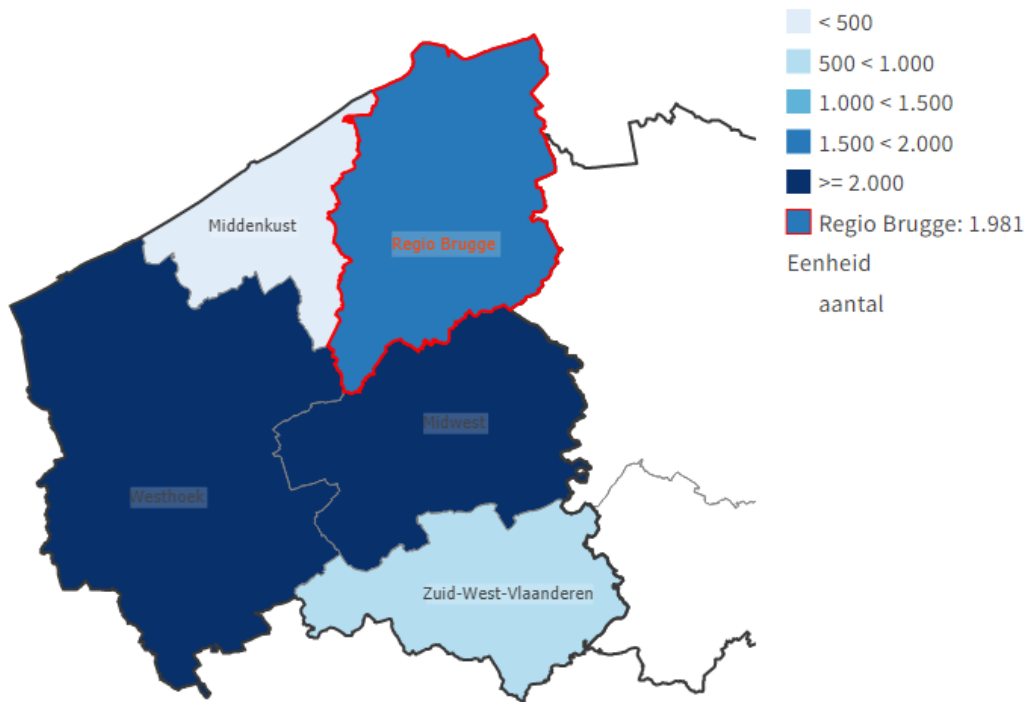 < 500
500 < 1.000
1.000 < 1.500
1.500 < 2.000
>= 2.000
Regio Brugge: 1.981
Eenheid
aantal
Middenkust
Regio Brugge
Midwest
Westhoek
Zuid-West-Vlaanderen